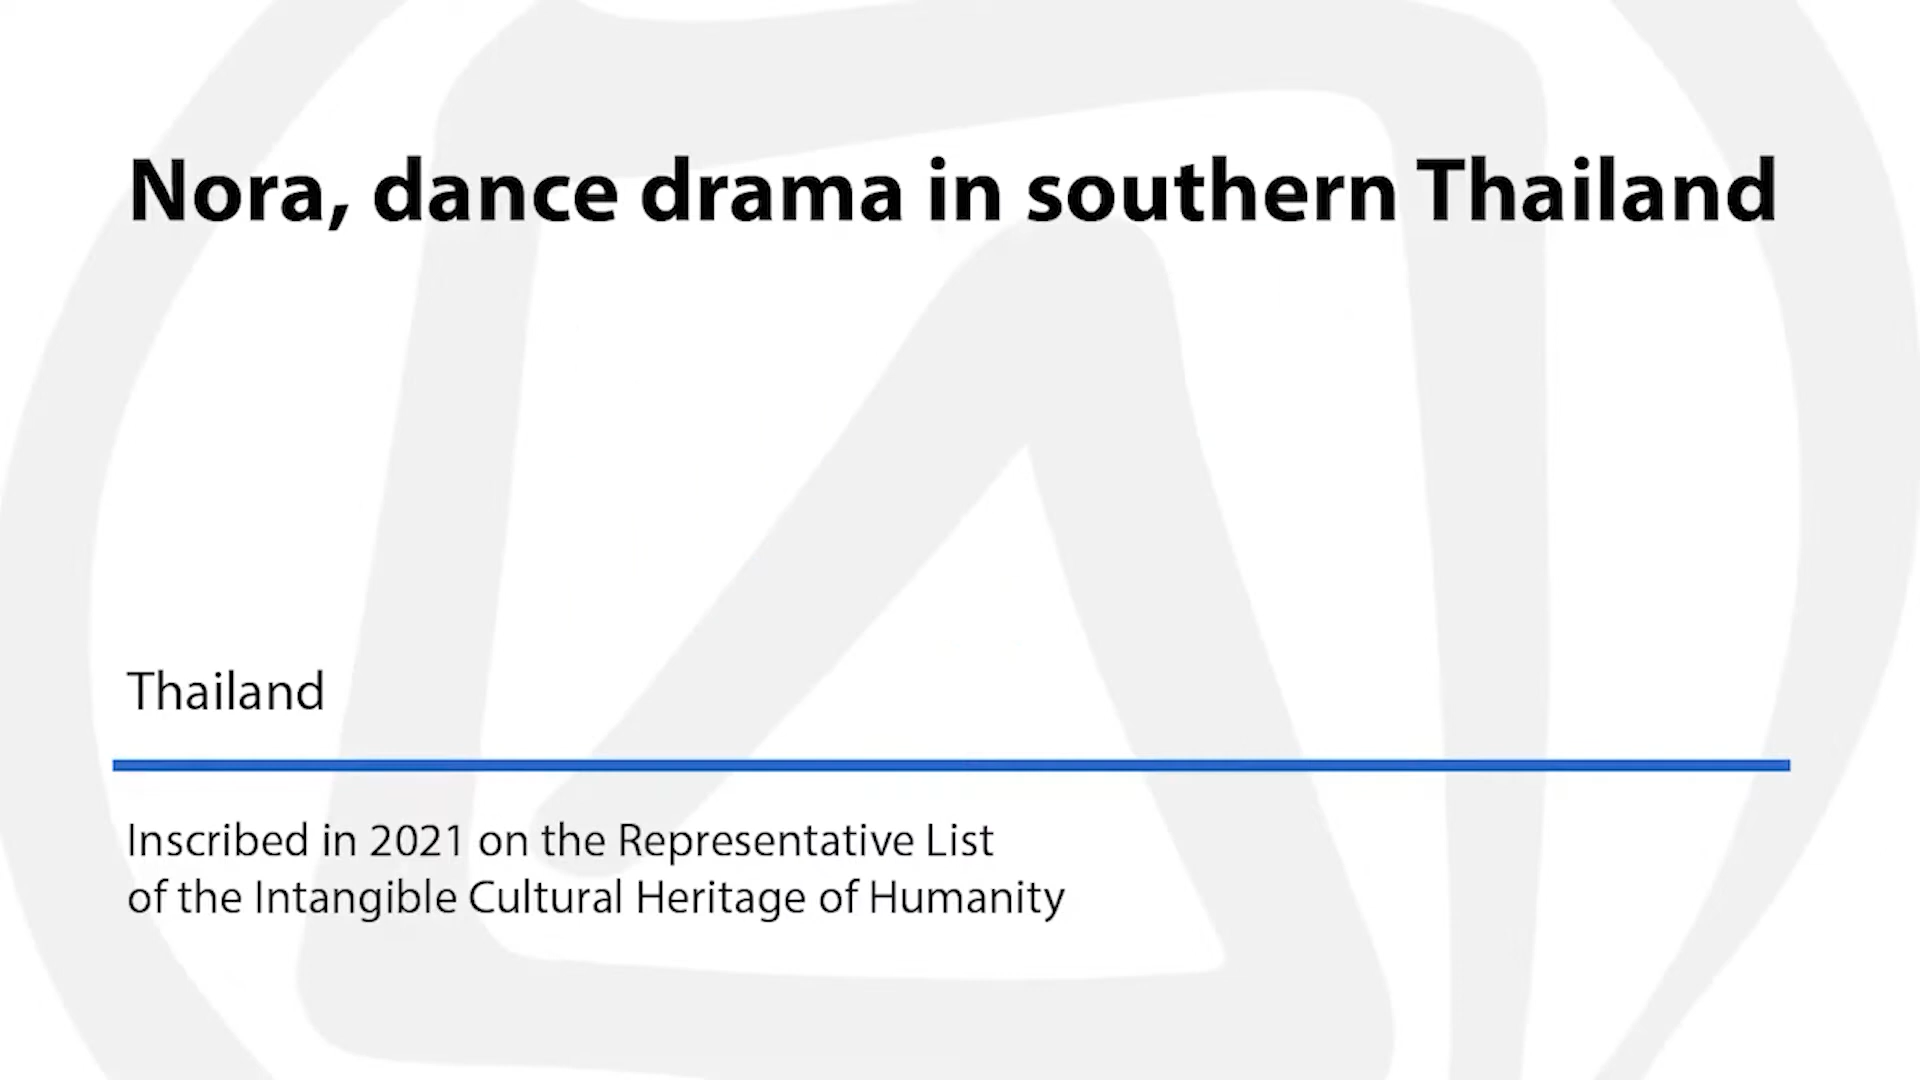 Nora, dance drama in southern Thailand
Thailand
Inscribed in 2021 on the Representative List
of the Intangible Cultural Heritage of Humanity